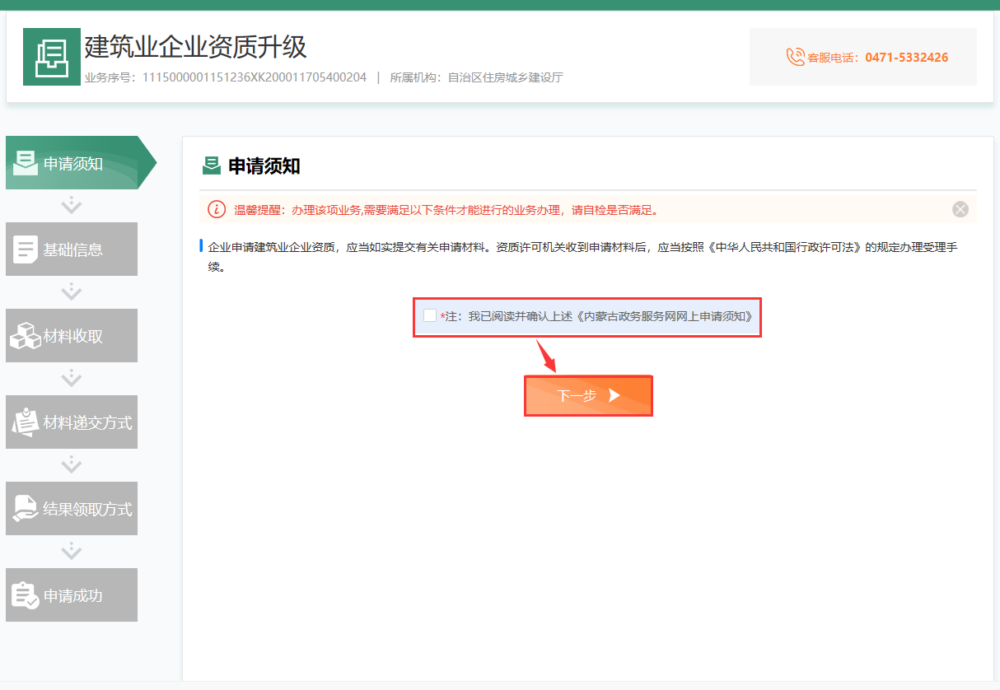 建筑业企业资质升级
业务序号：1115000001151236XK200011705400204 | 所属机构：自治区住房城乡建设厅
客服电话：0471-5332426
申请须知
基础信息
材料收取
材料递交方式
结果领取方式
申请成功
申请须知
温馨提醒：办理该项业务,需要满足以下条件才能进行的业务办理，请自检是否满足。
企业申请建筑业企业资质，应当如实提交有关申请材料。资质许可机关收到申请材料后，应当按照《中华人民共和国行政许可法》的规定办理受理手
续。
*注：我已阅读并确认上述《内蒙古政务服务网网上申请须知》
下一步